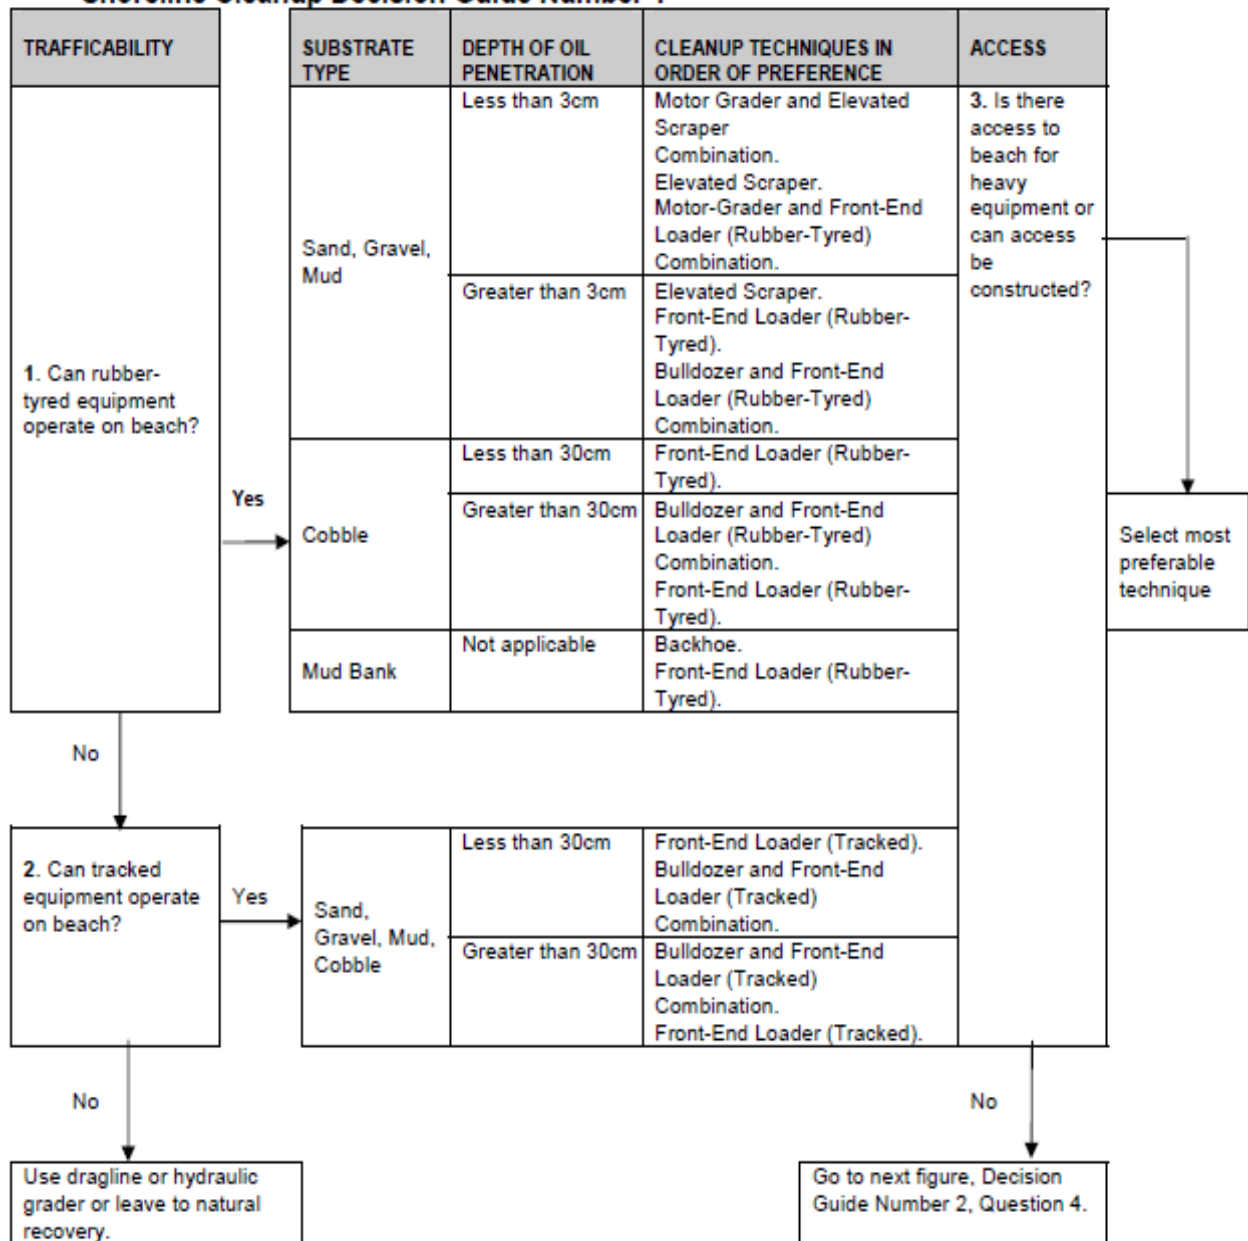 Shoreline Cleanup Decision Guide Number 1
TRAFFICABILITY
SUBSTRATE
TYPE
DEPTH OF OIL
PENETRATION
CLEANUP TECHNIQUES IN
ORDER OF PREFERENCE
ACCESS
1. Can rubber-
tyred equipment
operate on beach?
Yes
Sand, Gravel,
Mud
Less than 3cm
Motor Grader and Elevated
Scraper
Combination.
Elevated Scraper.
Motor-Grader and Front-End
Loader (Rubber-Tyred)
Combination.
Greater than 3cm
Elevated Scraper.
Front-End Loader (Rubber-
Tyred).
Bulldozer and Front-End
Loader (Rubber-Tyred)
Combination.
Cobble
Less than 30cm
Front-End Loader (Rubber-
Tyred).
Greater than 30cm
Bulldozer and Front-End
Loader (Rubber-Tyred)
Combination.
Front-End Loader (Rubber-
Tyred).
Mud Bank
Not applicable
Backhoe.
Front-End Loader (Rubber-
Tyred).
3. Is there
access to
beach for
heavy
equipment or
can access
be
constructed?
Select most
preferable
technique
No
2. Can tracked
equipment operate
on beach?
Yes
Sand,
Gravel, Mud,
Cobble
Less than 30cm
Front-End Loader (Tracked).
Bulldozer and Front-End
Loader (Tracked)
Combination.
Greater than 30cm
Bulldozer and Front-End
Loader (Tracked)
Combination.
Front-End Loader (Tracked).
No
No
Use dragline or hydraulic
grader or leave to natural
recovery.
Go to next figure, Decision
Guide Number 2, Question 4.